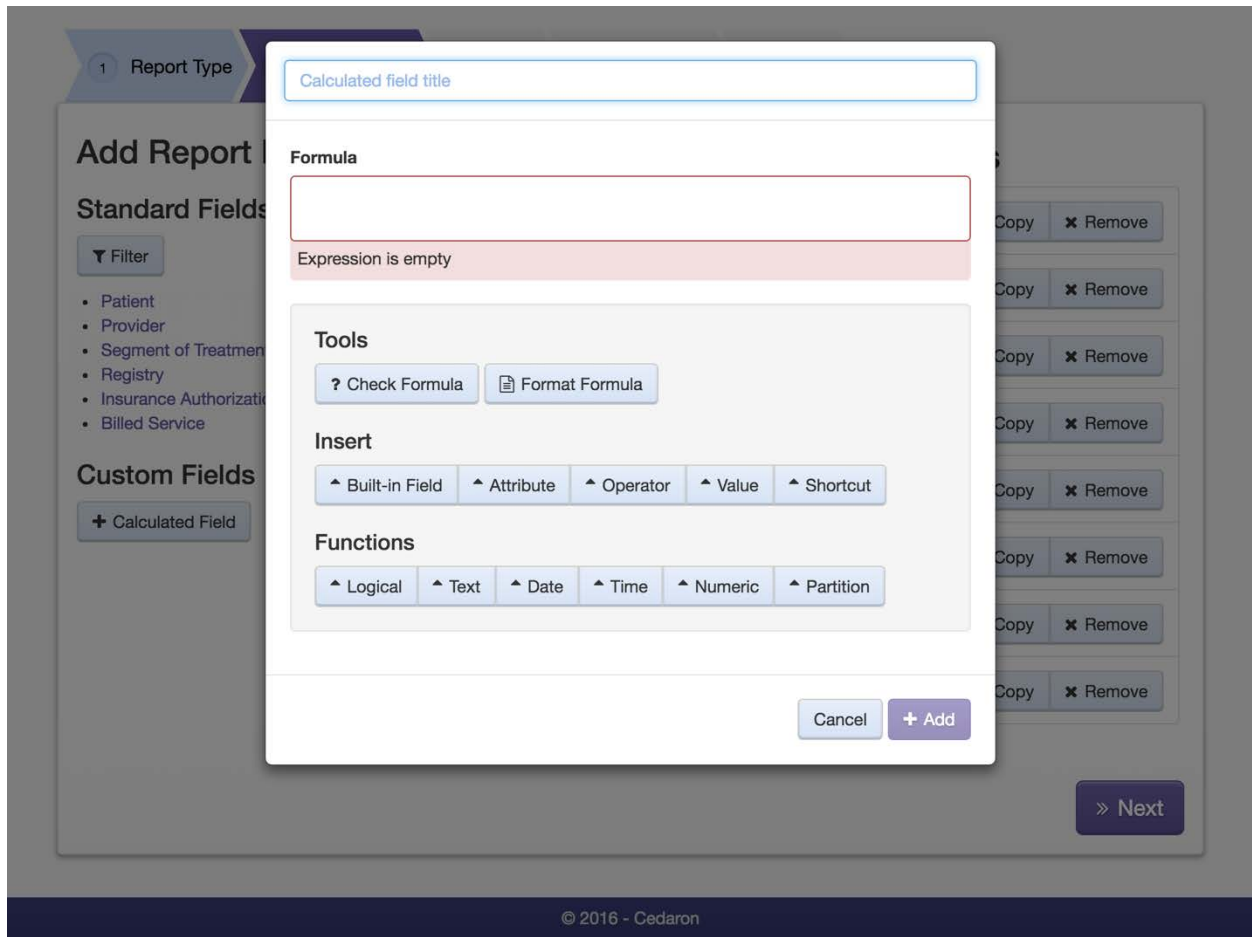 1 Report Type
Calculated field title
Add Report
Formula
Standard Fields
Copy Remove
Filter
Expression is empty
Copy Remove
Patient
Provider
Segment of
Registry
Insurance
Billed Service
Tools
Copy Remove
? Check Formula Format Formula
Copy Remove
Insert
Custom Fields
Built-in Field Attribute Operator Value Shortcut
Copy Remove
+ Calculated Field
Functions
Copy Remove
Logical Text Date Time Numeric Partition
Copy Remove
Copy Remove
Cancel + Add
» Next
© 2016 - Cedaron